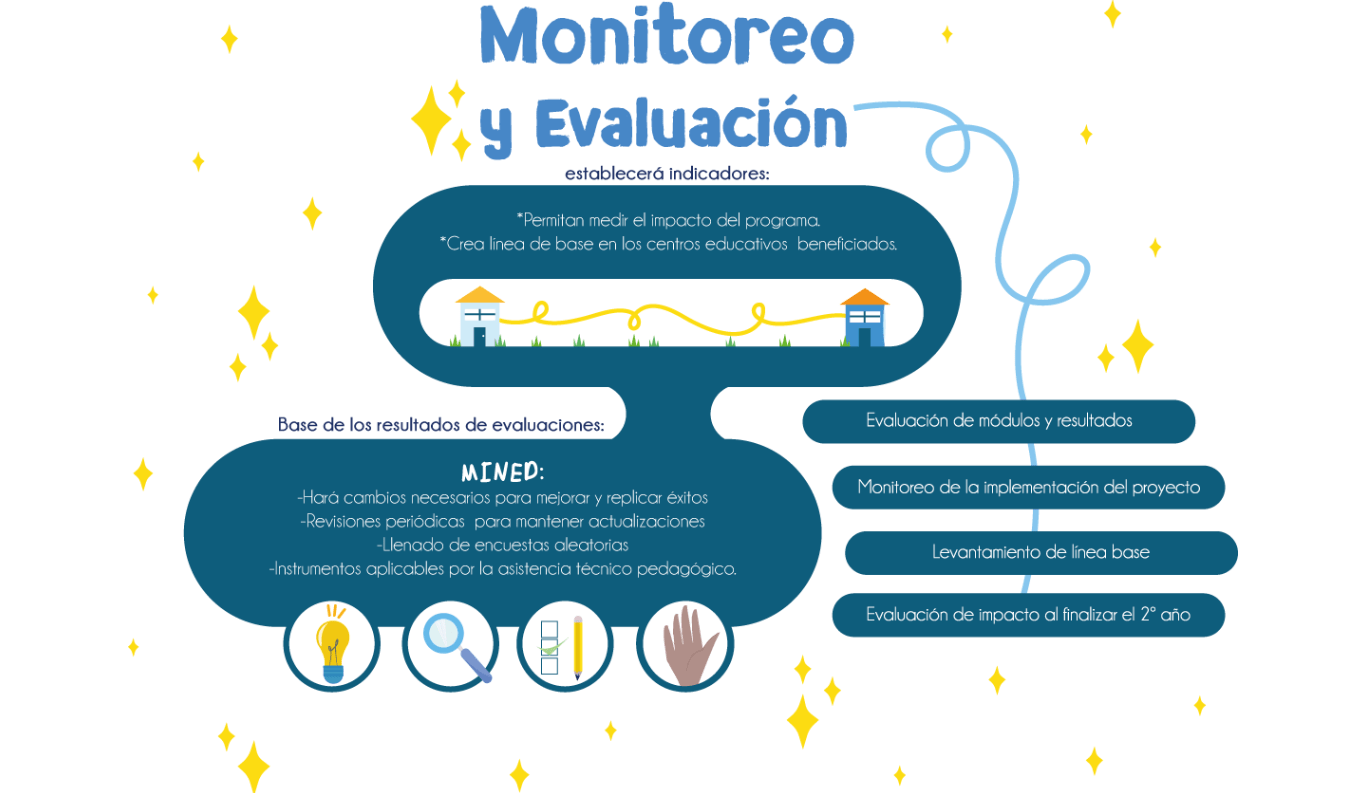 Monitoreo
y Evaluación
establecerá indicadores:
*Permitan medir el impacto del programa.
*Crea línea de base en los centros educativos beneficiados.
Base de los resultados de evaluaciones:
MINED:
-Hará cambios necesarios para mejorar y replicar éxitos
-Revisiones periódicas para mantener actualizaciones
-Llenado de encuestas aleatorias
-Instrumentos aplicables por la asistencia técnico pedagógico.
Evaluación de módulos y resultados
Monitoreo de la implementación del proyecto
Levantamiento de línea base
Evaluación de impacto al finalizar el 2° año